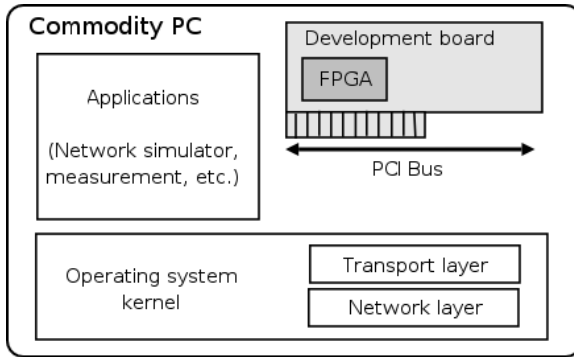 Commodity PC
Development board
FPGA
Applications
(Network simulator,
measurement, etc.)
PCI Bus
Operating system
kernel
Transport layer
Network layer